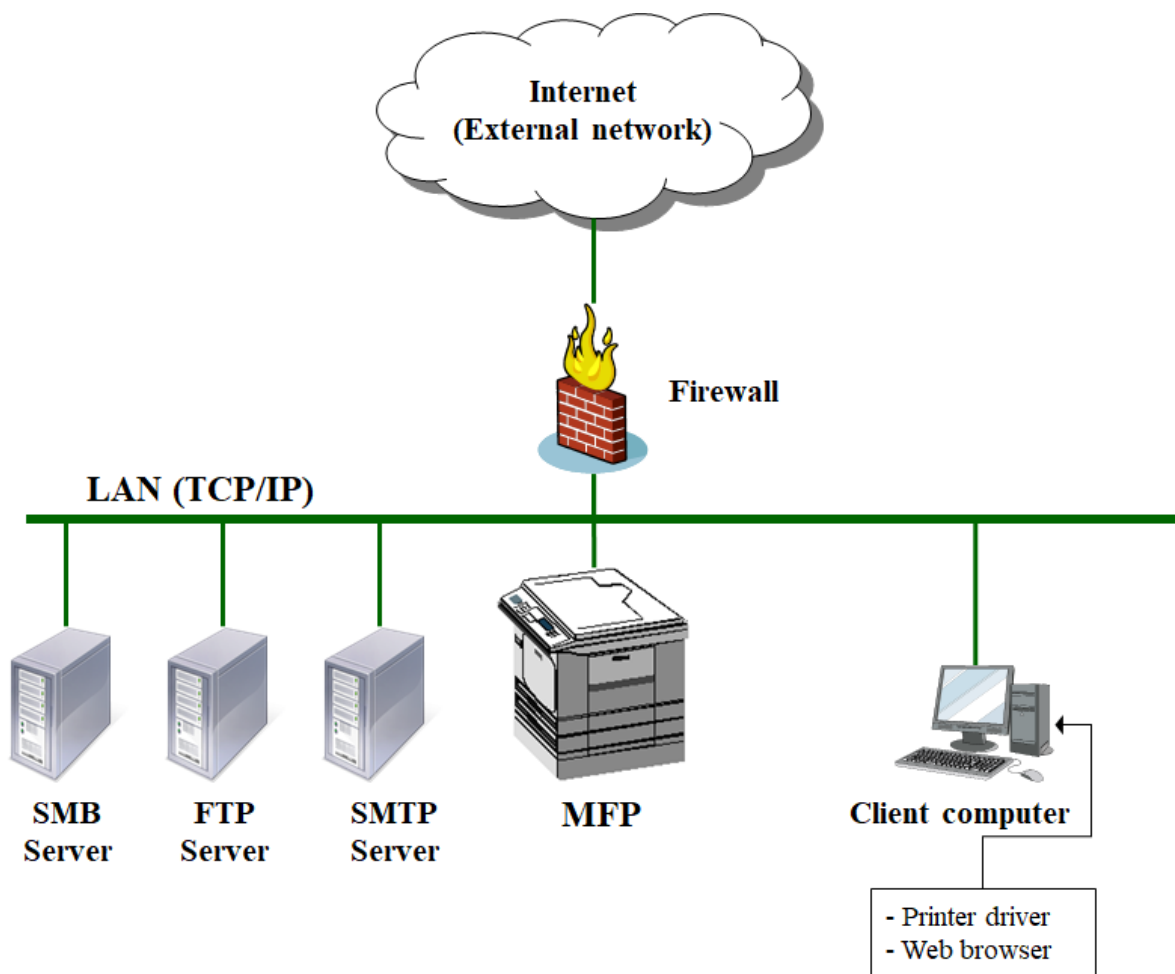 Internet
(External network)
Firewall
LAN (TCP/IP)
SMB
Server
FTP
Server
SMTP
Server
MFP
Client computer
- Printer driver
- Web browser